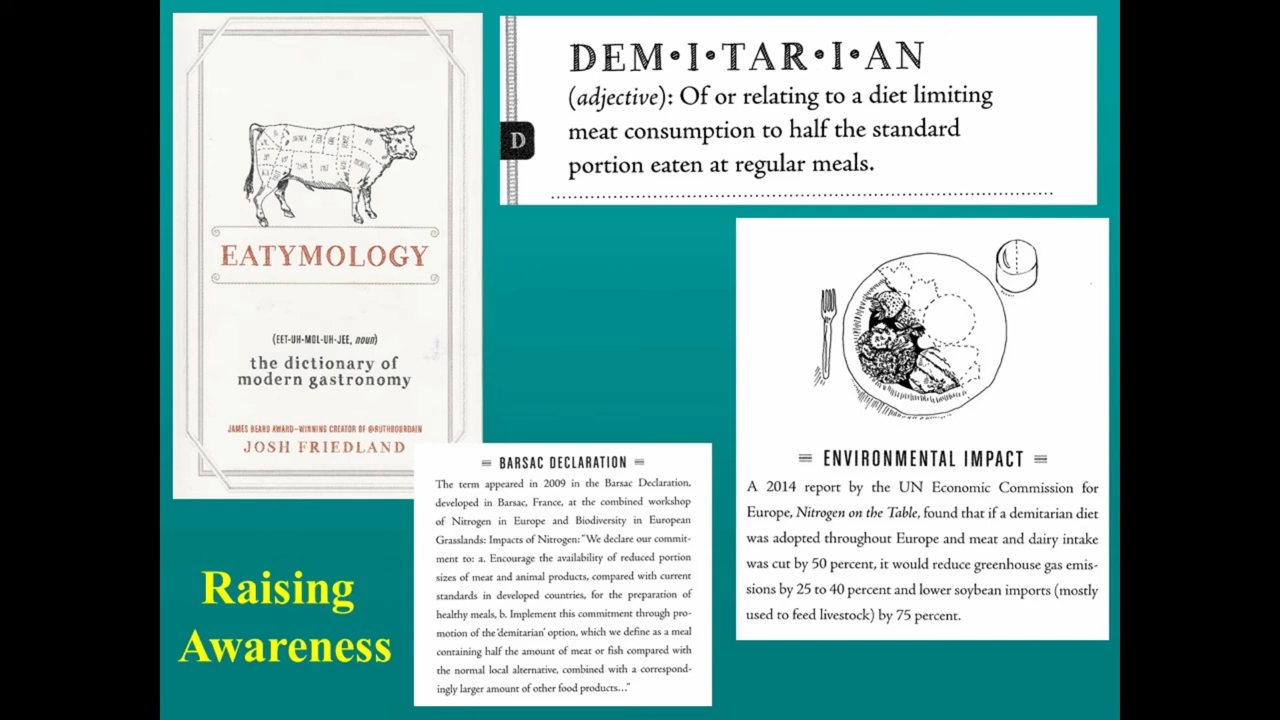 EATYMOLOGY
(EET-UH-MOL-UH-JEE, noun)
the dictionary of
modern gastronomy
JAMES BEARD AWARD–WINNING CREATOR OF @RUTHBOURDAIN
JOSH FRIEDLAND
DEM•I•TAR•I•AN
(adjective): Of or relating to a diet limiting
meat consumption to half the standard
portion eaten at regular meals.
D
BARSAC DECLARATION
The term appeared in 2009 in the Barsac Declaration,
developed in Barsac, France, at the combined workshop
of Nitrogen in Europe and Biodiversity in European
Grasslands: Impacts of Nitrogen: "We declare our commit-
ment to: a. Encourage the availability of reduced portion
sizes of meat and animal products, compared with current
standards in developed countries, for the preparation of
healthy meals, b. Implement this commitment through pro-
motion of the 'demitarian' option, which we define as a meal
containing half the amount of meat or fish compared with
the normal local alternative, combined with a correspond-
ingly larger amount of other food products..."
ENVIRONMENTAL IMPACT
A 2014 report by the UN Economic Commission for
Europe, Nitrogen on the Table, found that if a demitarian diet
was adopted throughout Europe and meat and dairy intake
was cut by 50 percent, it would reduce greenhouse gas emis-
sions by 25 to 40 percent and lower soybean imports (mostly
used to feed livestock) by 75 percent.
Raising
Awareness